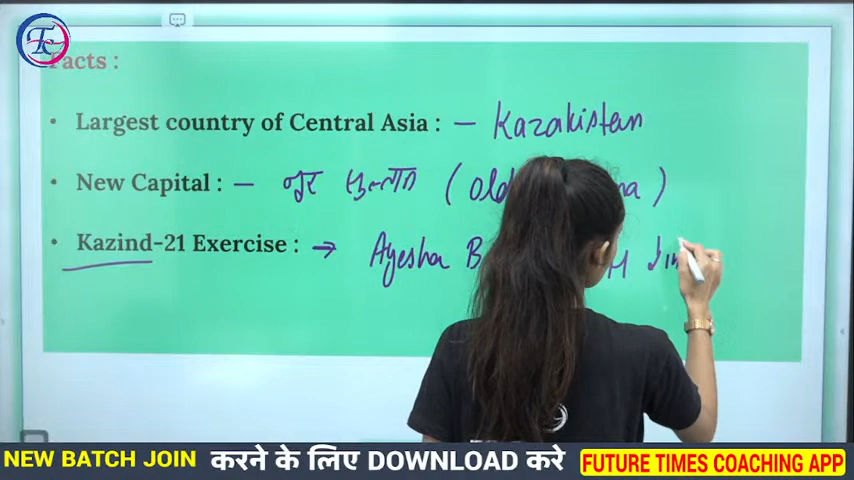 Facts :
• Largest country of Central Asia : – Kazakistan
• New Capital : – नूर सुल्तान ( old
• Kazind-21 Exercise : → Ayesha B
NEW BATCH JOIN करने के लिए DOWNLOAD करे FUTURE TIMES COACHING APP